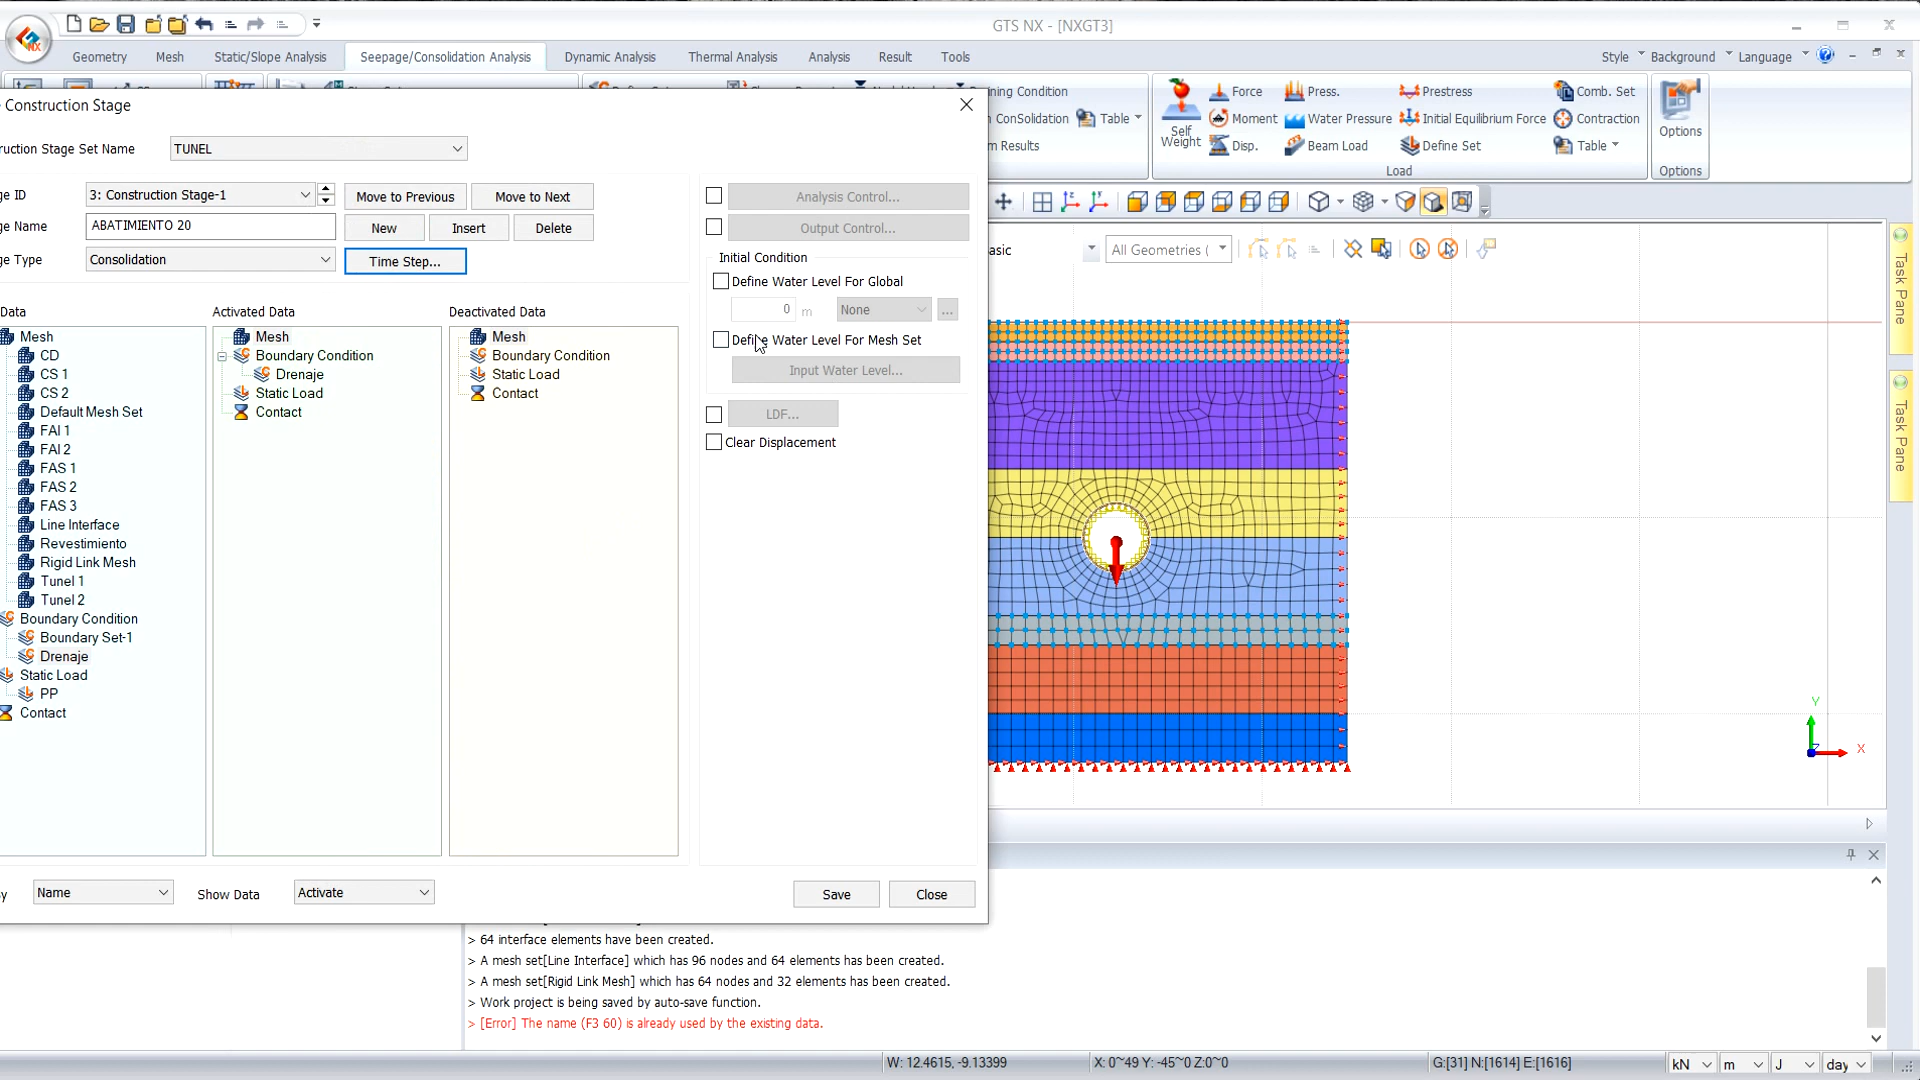 GTS NX - [NXGT3]
Geometry Mesh Static/Slope Analysis Seepage/Consolidation Analysis Dynamic Analysis Thermal Analysis Analysis Result Tools
Style Background Language
Construction Stage
ruction Stage Set Name TUNEL
ge ID 3: Construction Stage-1 Move to Previous Move to Next
ge Name ABATIMIENTO 20 New Insert Delete
ge Type Consolidation Time Step...
Analysis Control...
Output Control...
Initial Condition
Define Water Level For Global
0 m None ...
Define Water Level For Mesh Set
Input Water Level...
LDF...
Clear Displacement
Data
Mesh
CD
CS 1
CS 2
Default Mesh Set
FAI 1
FAI 2
FAS 1
FAS 2
FAS 3
Line Interface
Revestimiento
Rigid Link Mesh
Tunel 1
Tunel 2
Boundary Condition
Boundary Set-1
Drenaje
Static Load
PP
Contact
Activated Data
Mesh
Boundary Condition
Drenaje
Static Load
Contact
Deactivated Data
Mesh
Boundary Condition
Static Load
Contact
y Name Show Data Activate
Save Close
ining Condition
n ConSolidation Table
m Results
Self Weight
Force Press. Prestress Comb. Set
Moment Water Pressure Initial Equilibrium Force Contraction
Disp. Beam Load Define Set Table
Load
Options
Options
asic All Geometries (
Task Pane
Task Pane
Y
Z
X
> 64 interface elements have been created.
> A mesh set[Line Interface] which has 96 nodes and 64 elements has been created.
> A mesh set[Rigid Link Mesh] which has 64 nodes and 32 elements has been created.
> Work project is being saved by auto-save function.
> [Error] The name (F3 60) is already used by the existing data.
W: 12.4615, -9.13399 X: 0~49 Y: -45~0 Z:0~0 G:[31] N:[1614] E:[1616] kN m J day